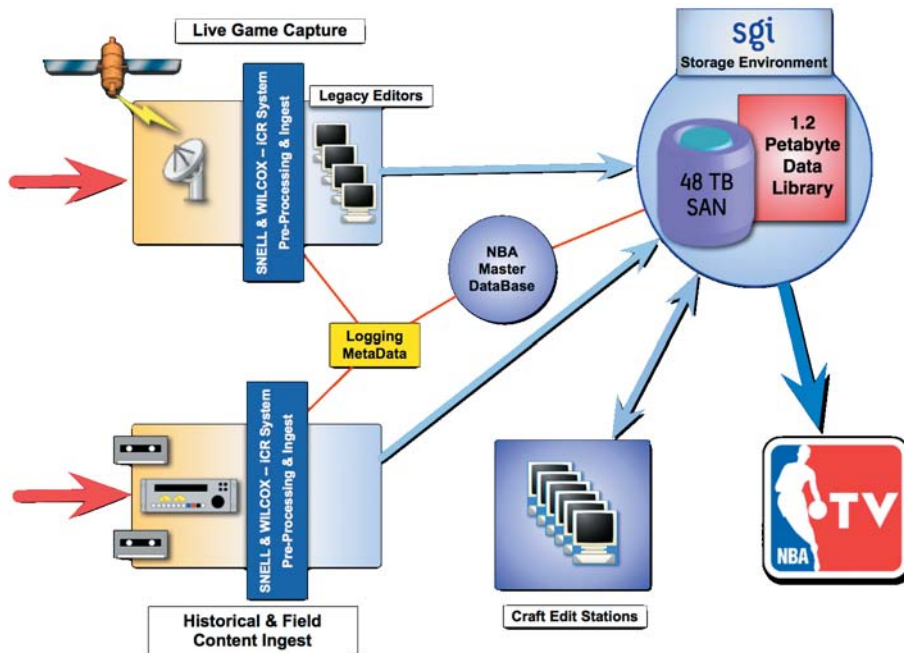 Live Game Capture
SNELL & WILCOX – iCR System
Pre-Processing & Ingest
Legacy Editors
sgi
Storage Environment
48 TB
SAN
1.2
Petabyte
Data
Library
NBA
Master
DataBase
Logging
MetaData
SNELL & WILCOX – iCR System
Pre-Processing & Ingest
Historical & Field
Content Ingest
Craft Edit Stations
NBA
TV